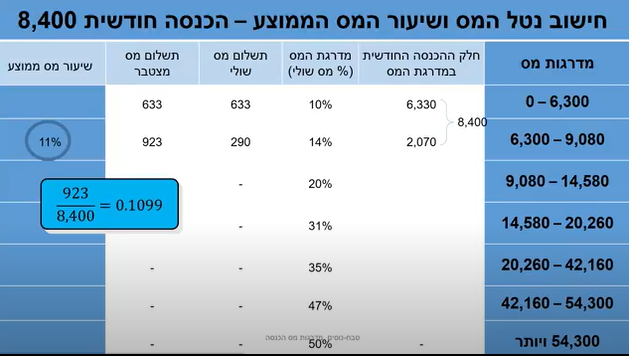 חישוב נטל המס ושיעור המס הממוצע – הכנסה חודשית 8,400
מדרגות מס | חלק ההכנסה החודשית במדרגת המס | מדרגת המס (% מס שולי) | תשלום מס שולי | תשלום מס מצטבר | שיעור מס ממוצע
0 – 6,300 | 6,330 | 10% | 633 | 633
8,400
6,300 – 9,080 | 2,070 | 14% | 290 | 923 | 11%
9,080 – 14,580 | 20% | -
14,580 – 20,260 | 31% | -
923/8,400 = 0.1099
20,260 – 42,160 | 35% | - | -
42,160 – 54,300 | 47% | - | -
54,300 ויותר | - | 50% | - | -
מדרגות מס הכנסה